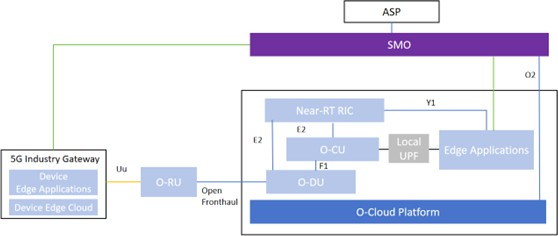 ASP
SMO
O2
Near-RT RIC
Y1
E2
E2
O-CU
Local
UPF
Edge Applications
F1
5G Industry Gateway
Device
Edge Applications
Device Edge Cloud
Uu
O-RU
Open
Fronthaul
O-DU
O-Cloud Platform